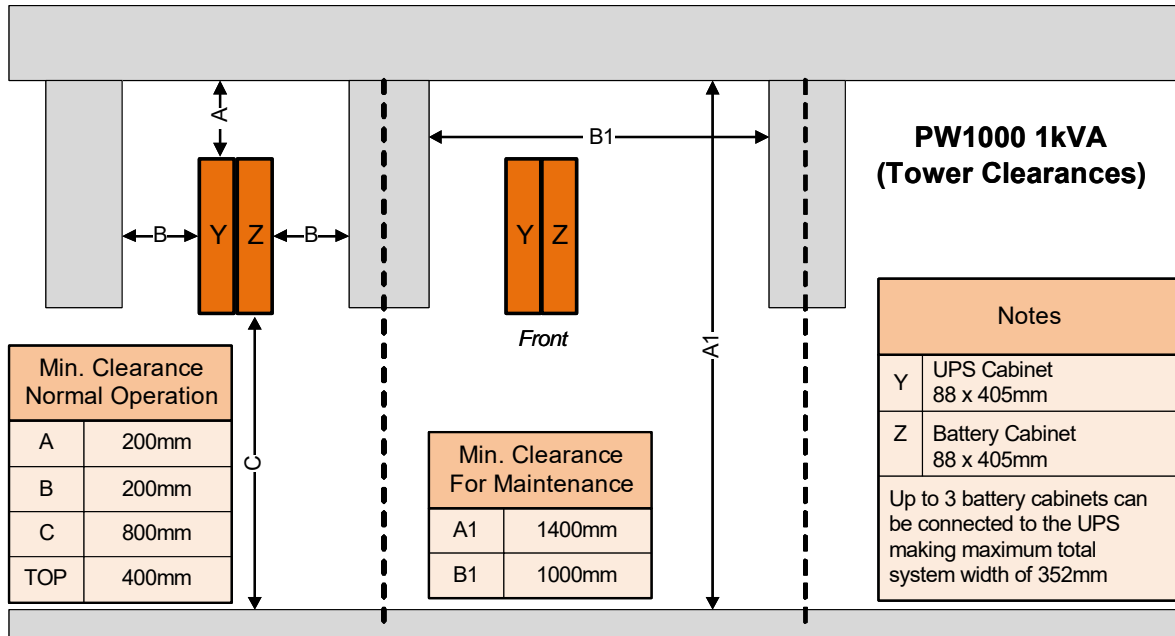 PW1000 1kVA
(Tower Clearances)
A
B1
B
Y
Z
B
Y
Z
Front
A1
C
Min. Clearance
Normal Operation
A 200mm
B 200mm
C 800mm
TOP 400mm
Min. Clearance
For Maintenance
A1 1400mm
B1 1000mm
Notes
Y UPS Cabinet
88 x 405mm
Z Battery Cabinet
88 x 405mm
Up to 3 battery cabinets can
be connected to the UPS
making maximum total
system width of 352mm